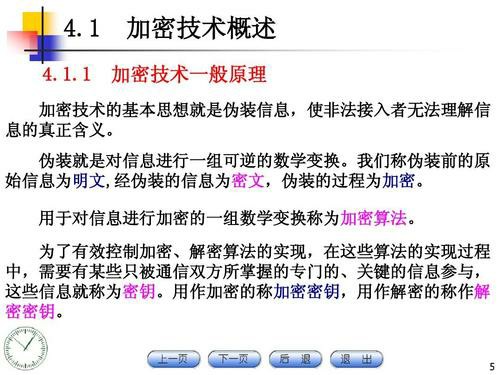 4.1 加密技术概述
4.1.1 加密技术一般原理
加密技术的基本思想就是伪装信息，使非法接入者无法理解信
息的真正含义。
伪装就是对信息进行一组可逆的数学变换。我们称伪装前的原
始信息为明文,经伪装的信息为密文，伪装的过程为加密。
用于对信息进行加密的一组数学变换称为加密算法。
为了有效控制加密、解密算法的实现，在这些算法的实现过程
中，需要有某些只被通信双方所掌握的专门的、关键的信息参与，
这些信息就称为密钥。用作加密的称加密密钥，用作解密的称作解
密密钥。
上一页 下一页 后 退 退 出
5